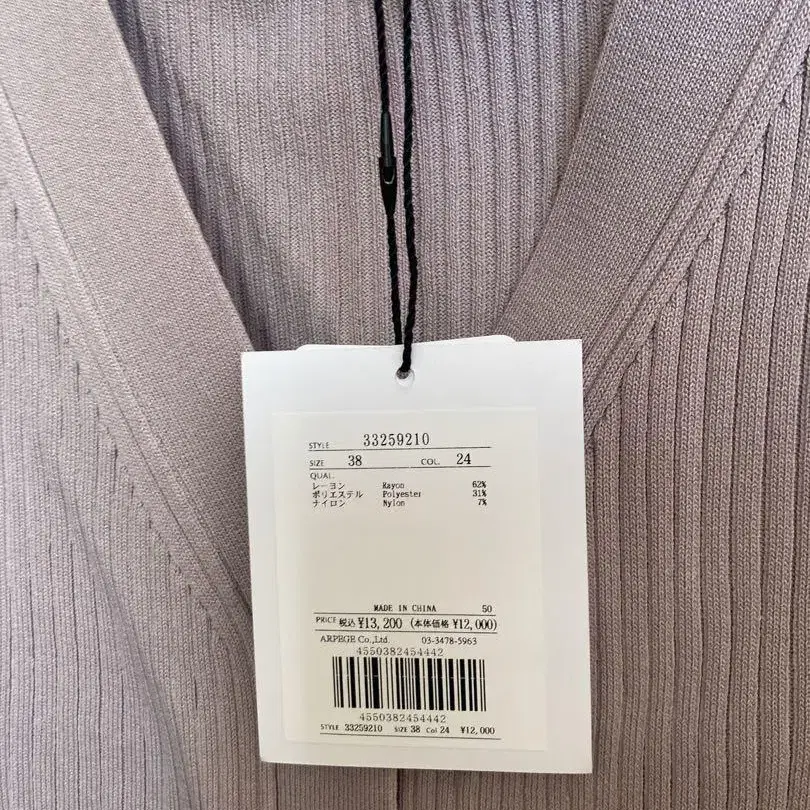 STYLE 33259210
SIZE 38 COL. 24
QUAL.
レーヨン Rayon 62%
ポリエステル Polyester 31%
ナイロン Nylon 7%
MADE IN CHINA 50
PRICE 税込 ¥13,200 (本体価格 ¥12,000)
ARPEGE Co.,Ltd. 03-3478-5963
4550382454442
4550382454442
STYLE 33259210 SIZE 38 Col 24 ¥12,000